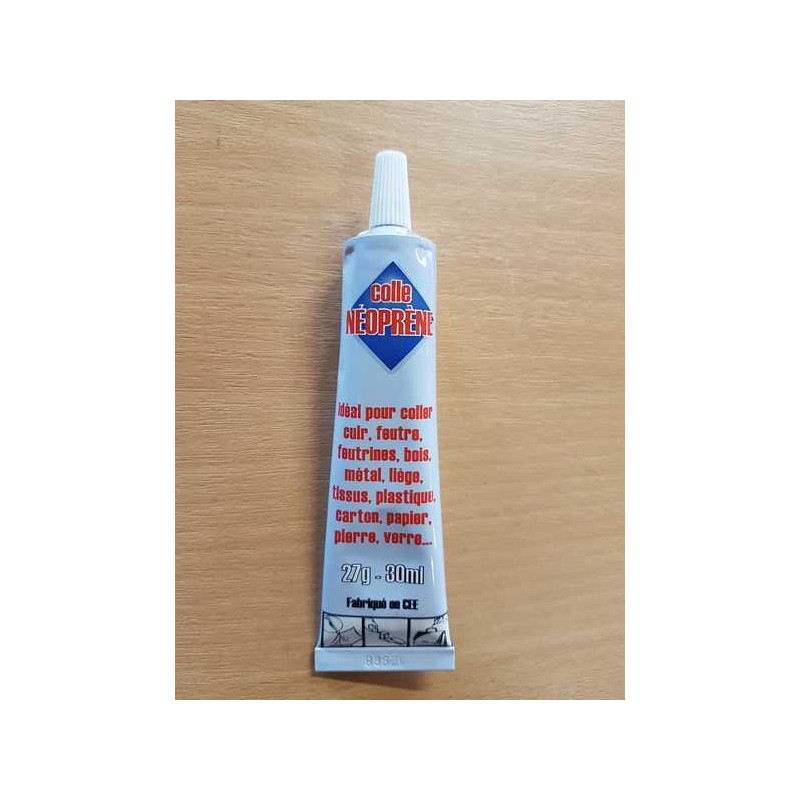 colle
NÉOPRÈNE
Idéal pour coller
cuir, feutre,
feutrines, bois,
métal, liège,
tissus, plastique,
carton, papier,
pierre, verre...
27g - 30ml
Fabriqué en CEE